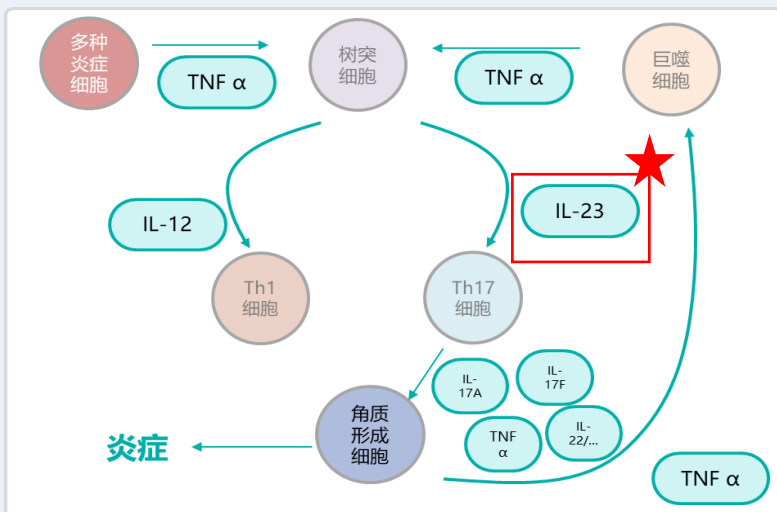 多种
炎症
细胞
TNF α
树突
细胞
TNF α
巨噬
细胞
IL-12
IL-23
Th1
细胞
Th17
细胞
IL-
17A
IL-
17F
TNF
α
IL-
22/...
角质
形成
细胞
炎症
TNF α